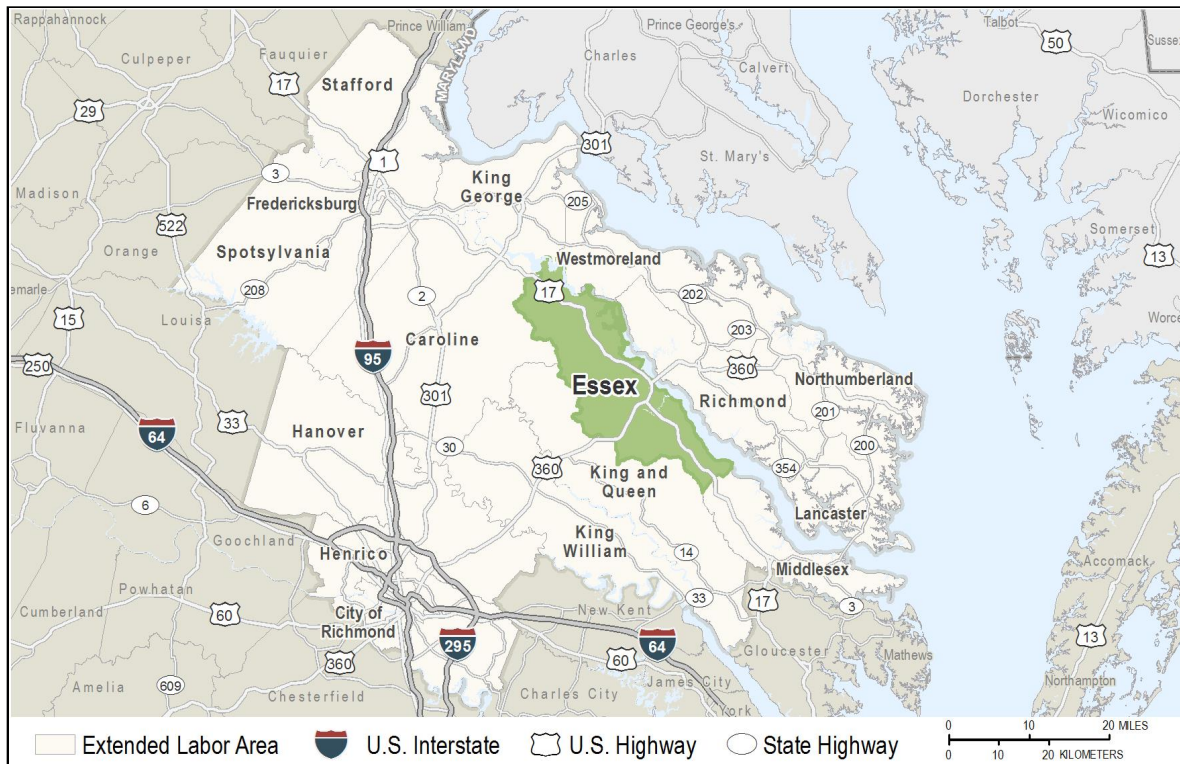 Rappahannock
Prince William
Prince George's
Talbot
50
Sussex
Culpeper
Fauquier
17
MARYLAND
Charles
Calvert
Stafford
29
Dorchester
Wicomico
1
301
St. Mary's
3
King
George
Madison
205
Fredericksburg
522
Somerset
Orange
Spotsylvania
Westmoreland
13
208
17
2
202
15
Louisa
203
Caroline
Worce
95
360
250
Essex
Northumberland
301
Richmond
201
Fluvanna
33
64
Hanover
30
200
360
King and
Queen
354
6
Lancaster
Goochland
King
William
Henrico
14
Middlesex
Accomack
Powhatan
33
17
3
Cumberland
60
City of
Richmond
New Kent
295
64
13
360
60
Gloucester
Mathews
Amelia
609
James City
Northampton
Chesterfield
Charles City
York
Extended Labor Area
U.S. Interstate
U.S. Highway
State Highway
0 10 20 MILES
0 10 20 KILOMETERS